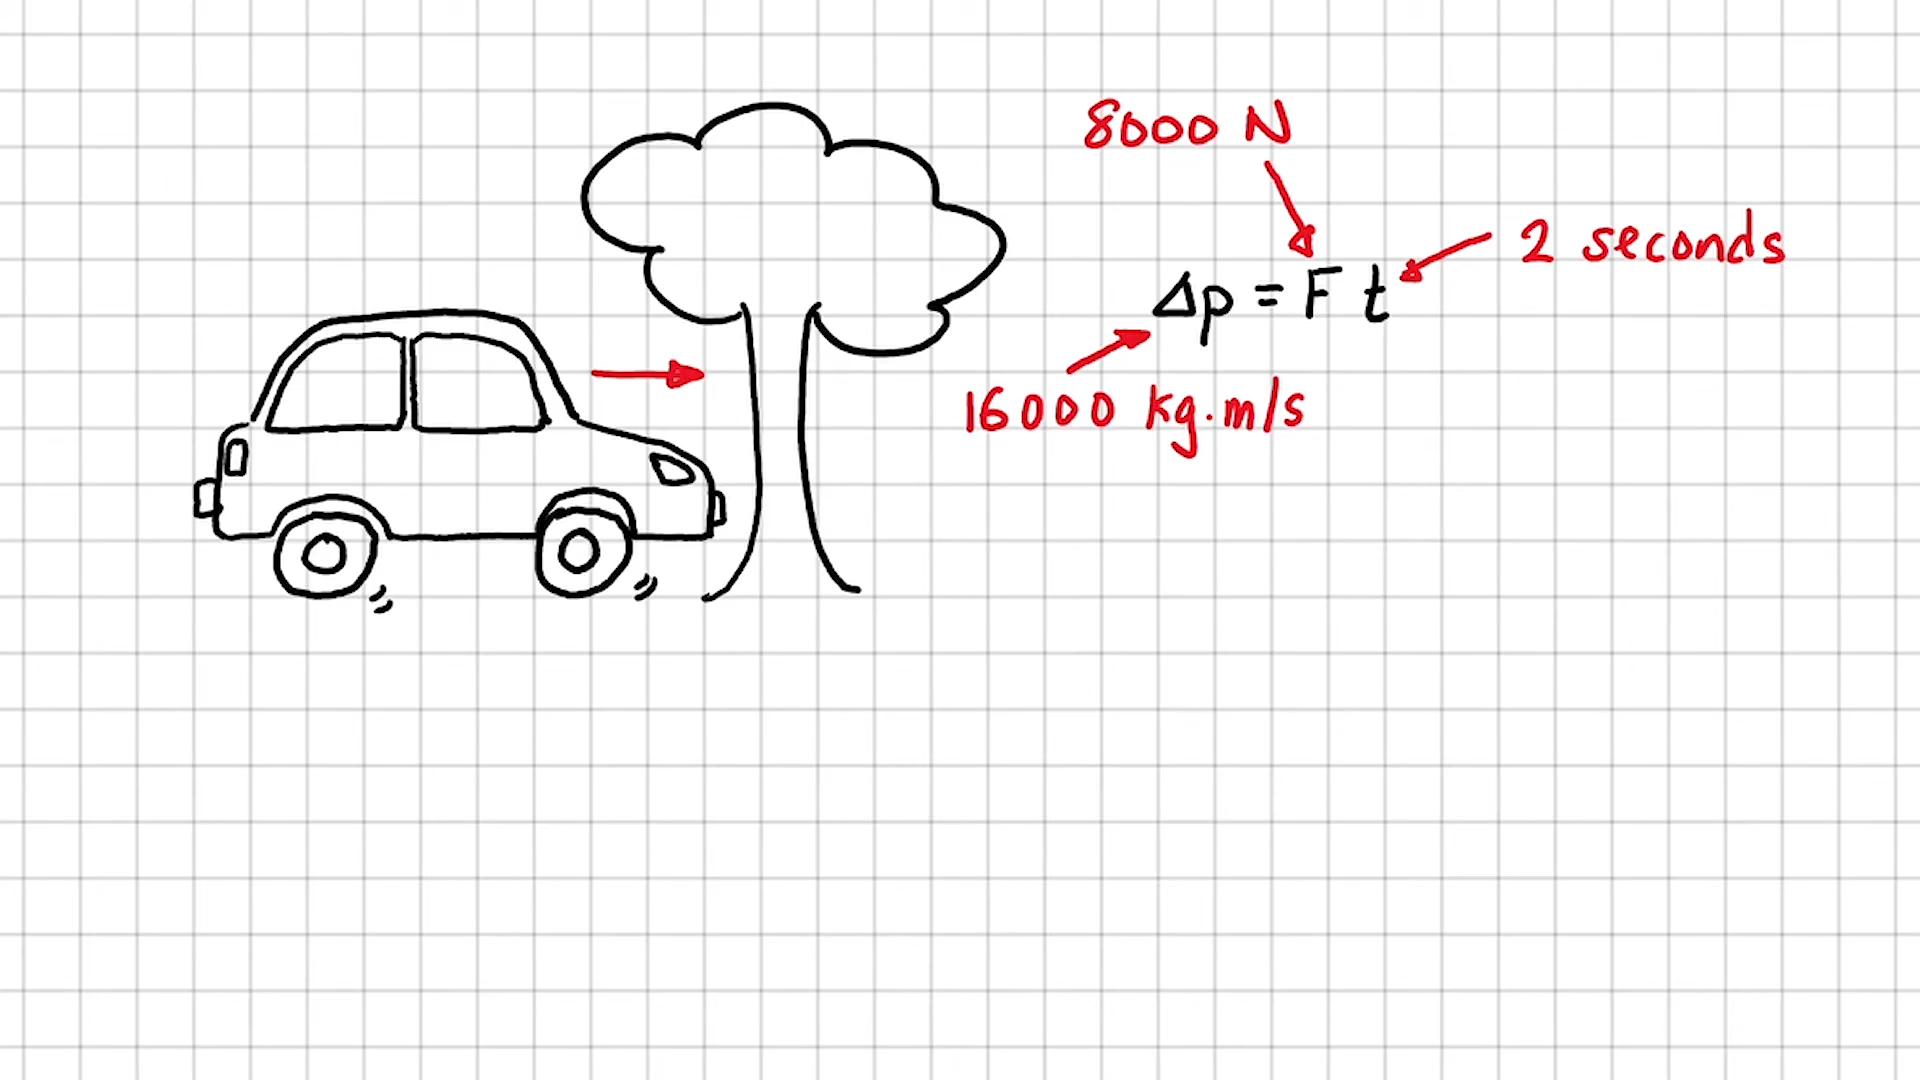 8000 N
2 seconds
Δp = F t
16000 kg.m/s